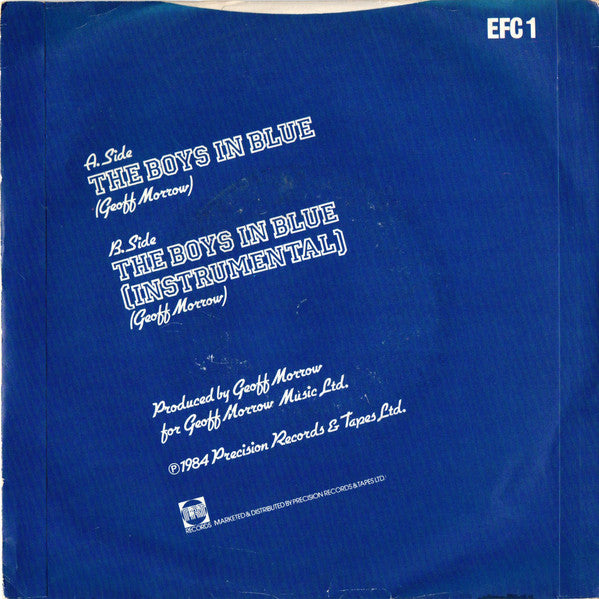 EFC 1
A. Side
THE BOYS IN BLUE
(Geoff Morrow)
B. Side
THE BOYS IN BLUE
(INSTRUMENTAL)
(Geoff Morrow)
Produced by Geoff Morrow
for Geoff Morrow Music Ltd.
℗ 1984 Precision Records & Tapes Ltd.
RECORDS MARKETED & DISTRIBUTED BY PRECISION RECORDS & TAPES LTD.